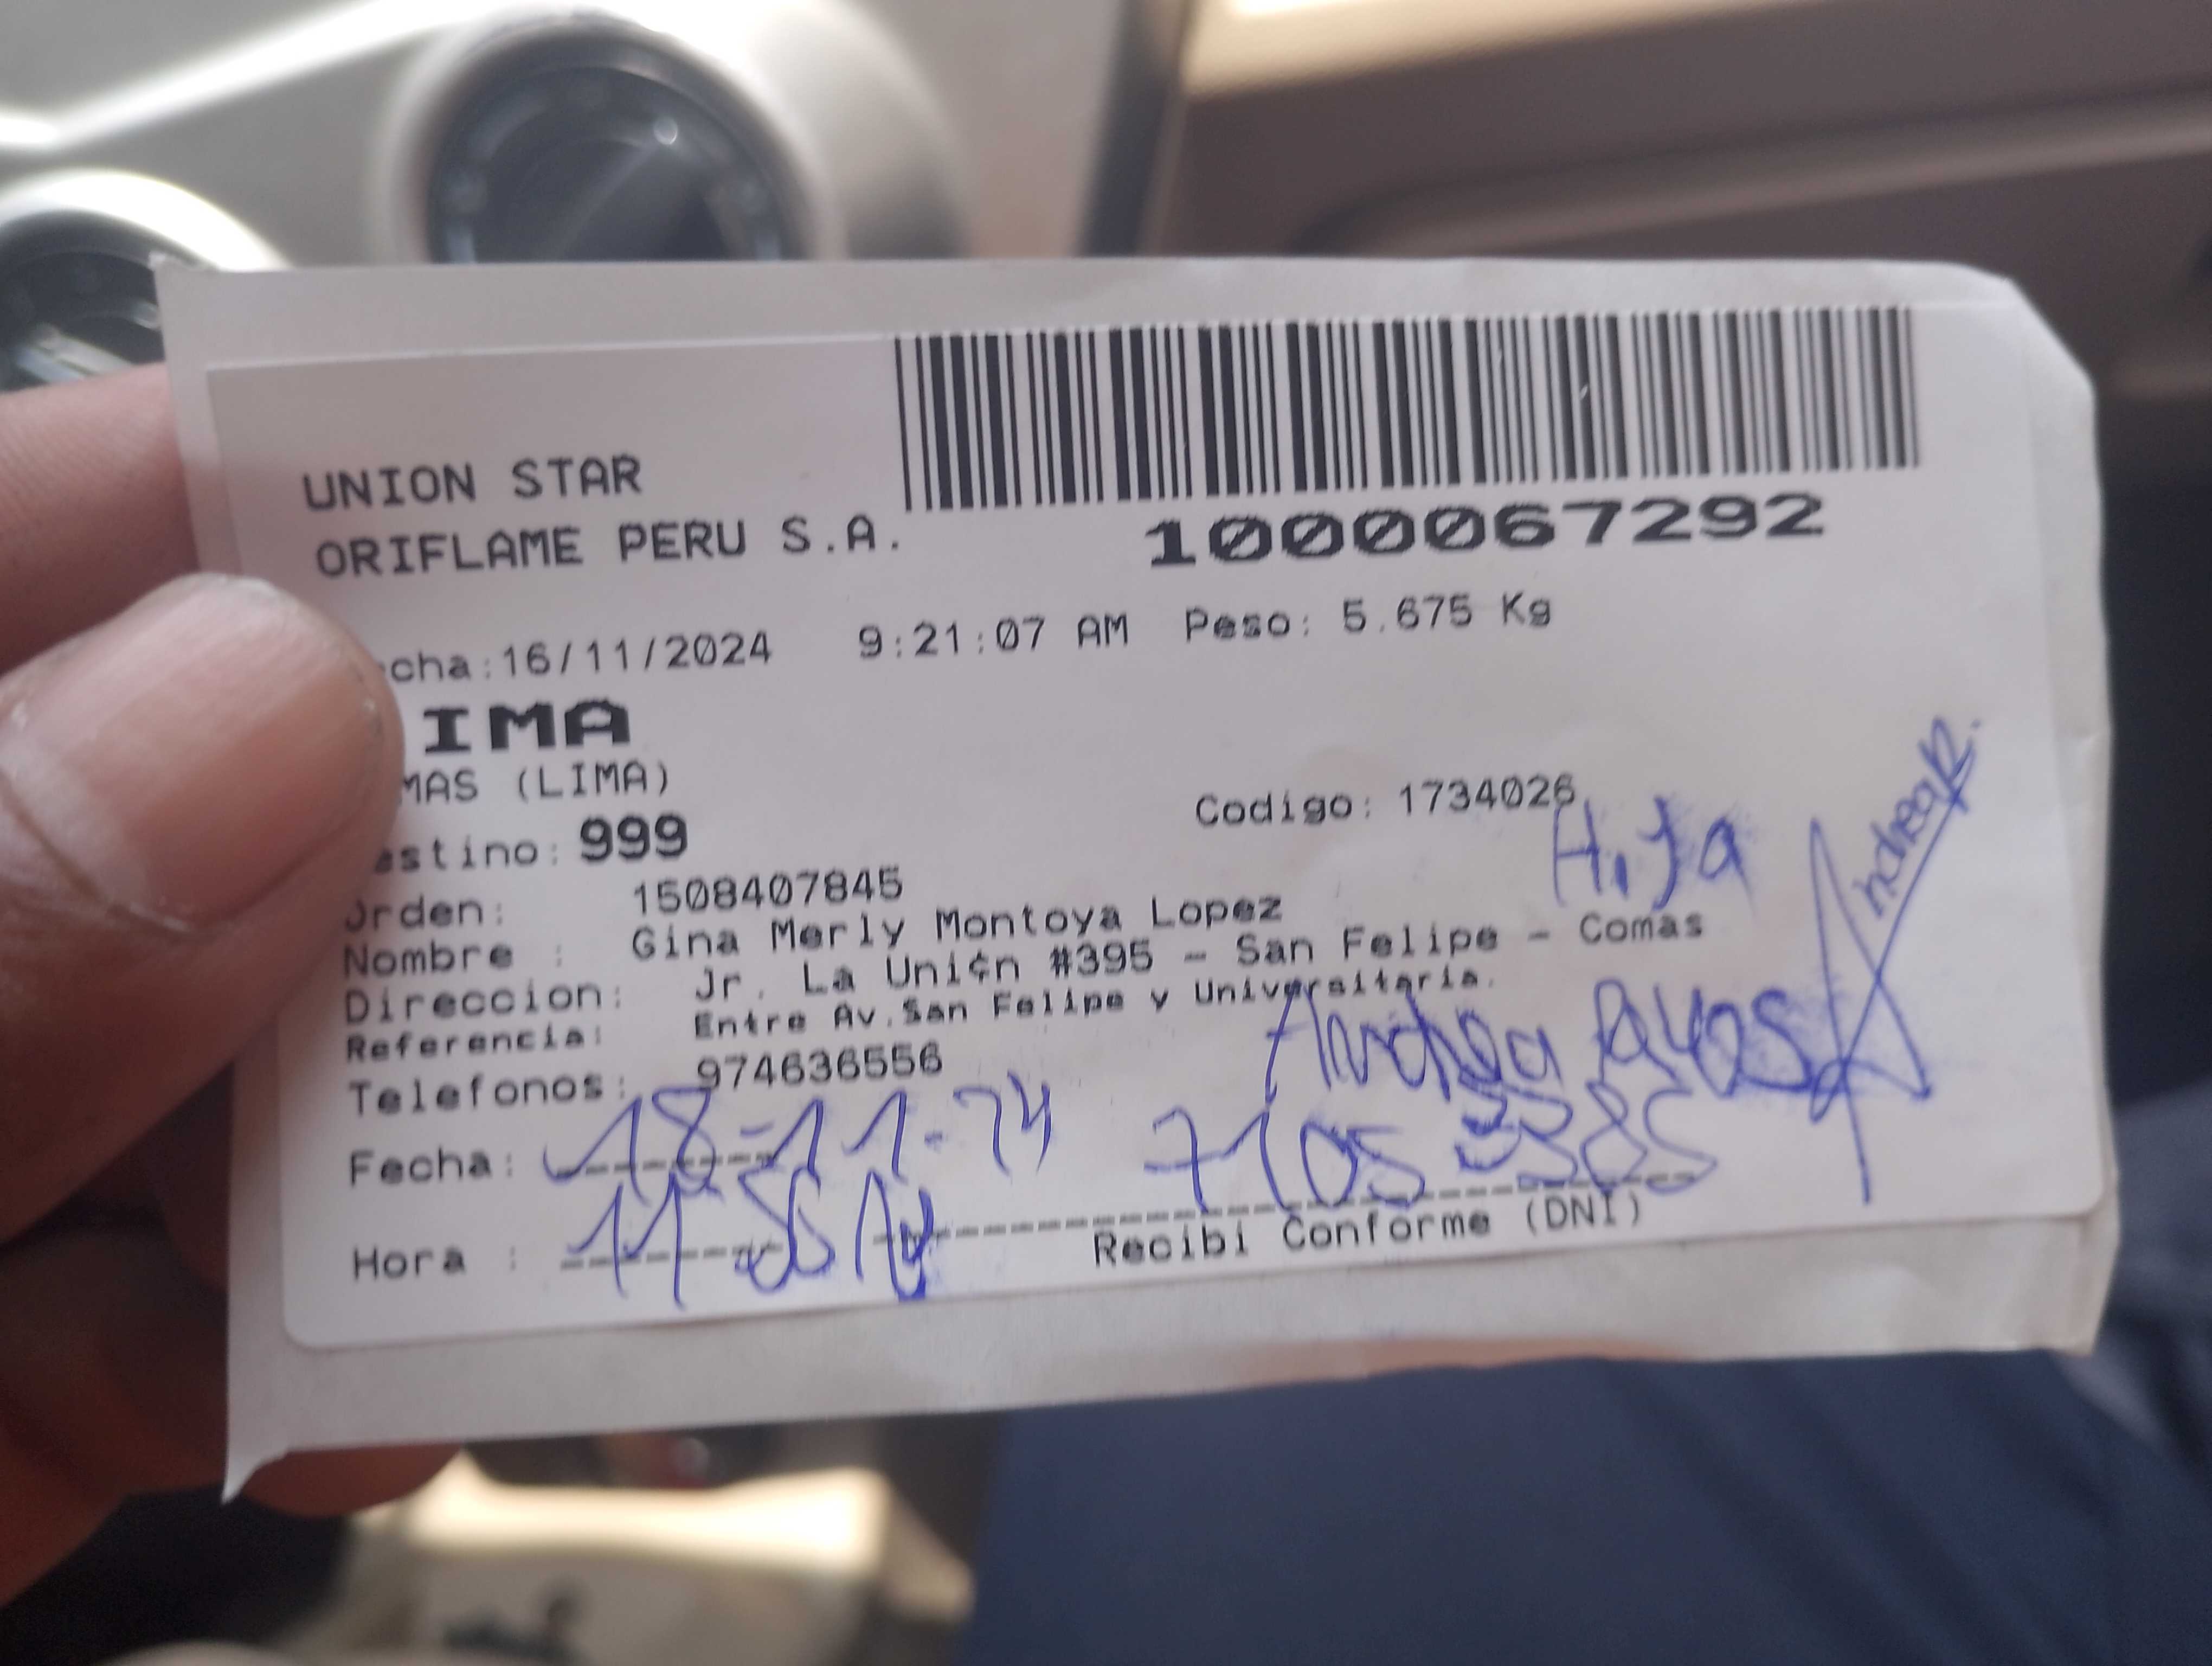 UNION STAR
ORIFLAME PERU S.A.
1000067292
cha:16/11/2024 9:21:07 AM Peso: 5.675 Kg
IMA
MAS (LIMA)
Codigo: 1734026
estino: 999
Hija
Orden: 1508407845
Nombre : Gina Merly Montoya Lopez
Direccion: Jr. La Uni¢n #395 - San Felipe - Comas
Referencia: Entre Av.San Felipe y Universitaria.
Telefonos: 974636556
Andrea
Andrea R.
Fecha: 18-11-24
Hora :
Recibi Conforme (DNI)